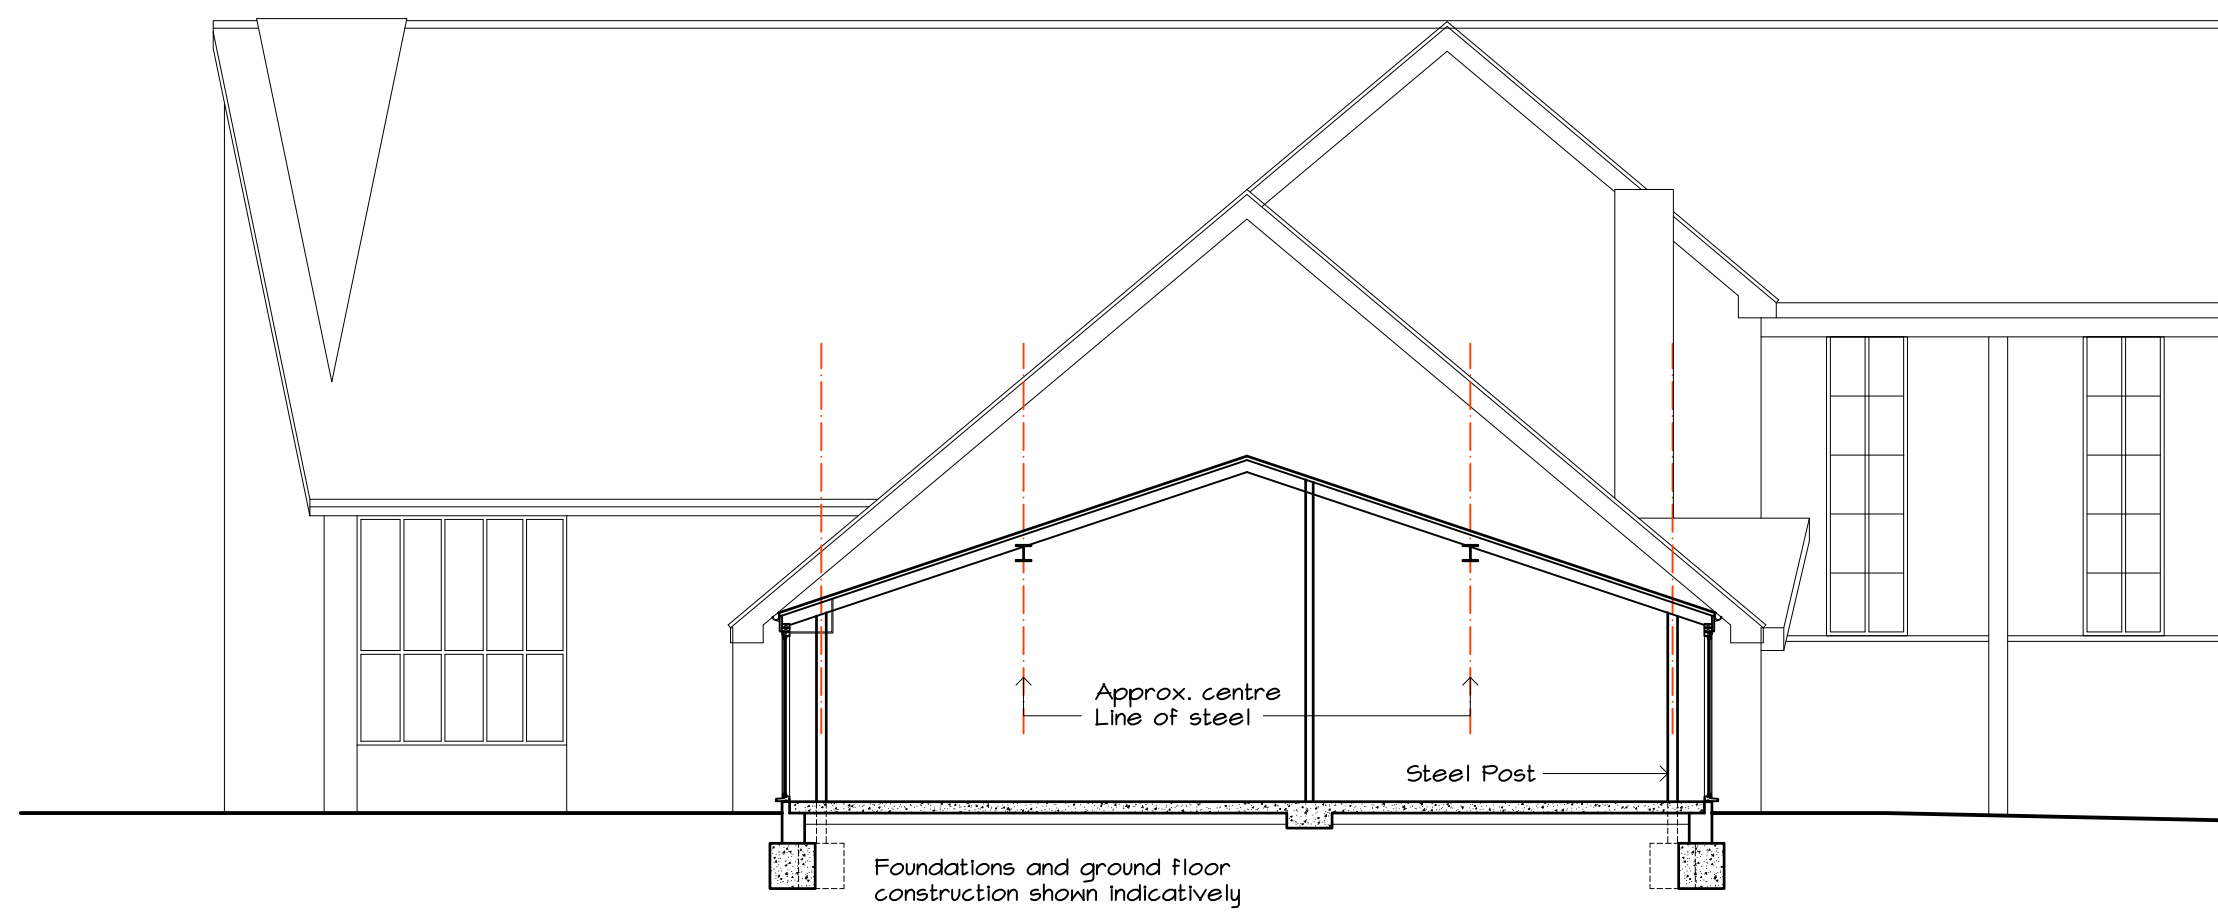 Approx. centre
Line of steel
Steel Post
Foundations and ground floor
construction shown indicatively